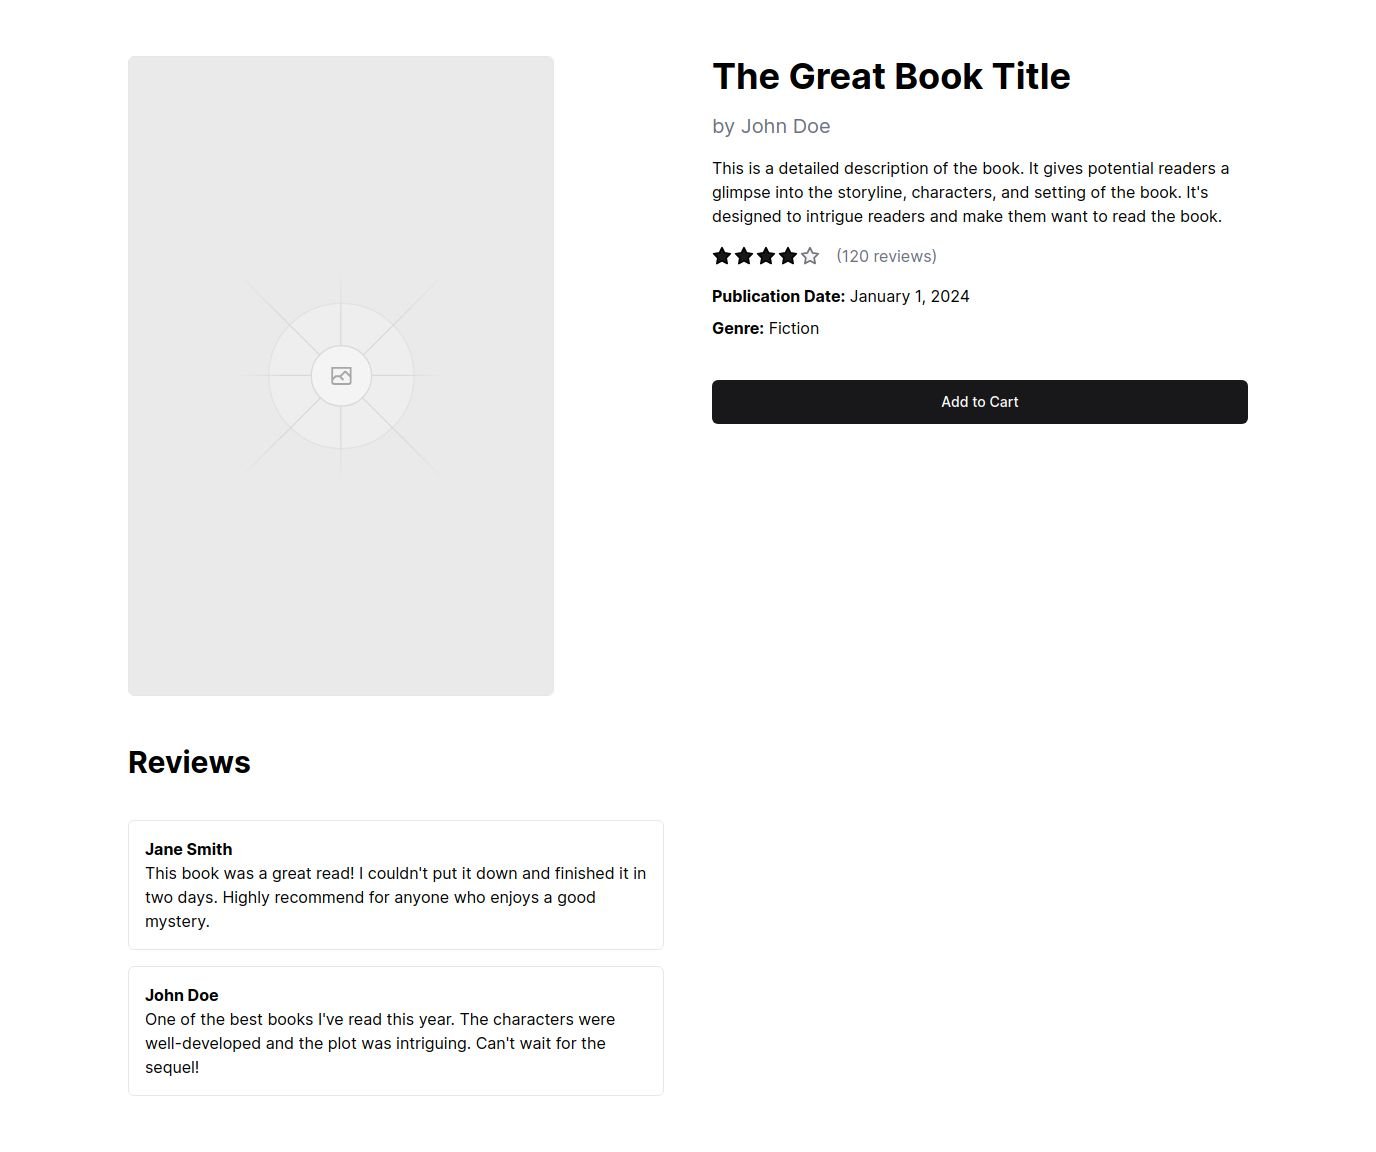 The Great Book Title
by John Doe
This is a detailed description of the book. It gives potential readers a
glimpse into the storyline, characters, and setting of the book. It's
designed to intrigue readers and make them want to read the book.
(120 reviews)
Publication Date: January 1, 2024
Genre: Fiction
Add to Cart
Reviews
Jane Smith
This book was a great read! I couldn't put it down and finished it in
two days. Highly recommend for anyone who enjoys a good
mystery.
John Doe
One of the best books I've read this year. The characters were
well-developed and the plot was intriguing. Can't wait for the
sequel!